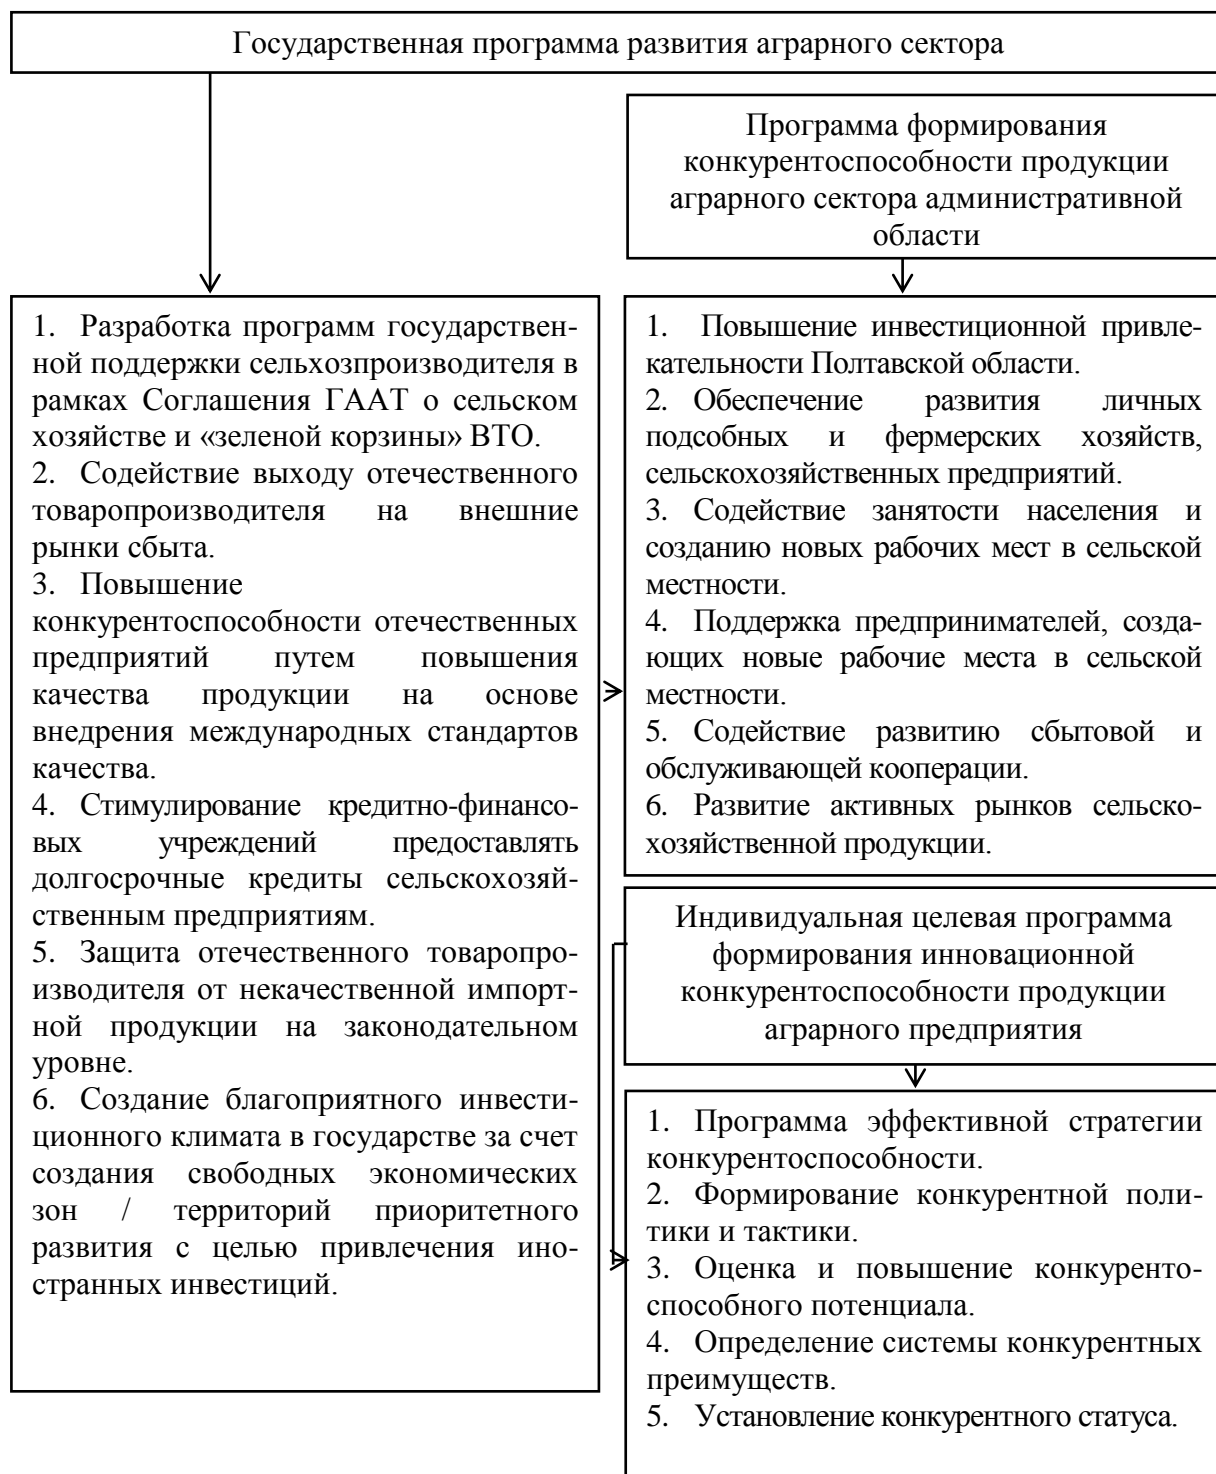 Государственная программа развития аграрного сектора
Программа формирования
конкурентоспособности продукции
аграрного сектора административной
области
1. Разработка программ государствен-
ной поддержки сельхозпроизводителя в
рамках Соглашения ГААТ о сельском
хозяйстве и «зеленой корзины» ВТО.
2. Содействие выходу отечественного
товаропроизводителя на внешние
рынки сбыта.
3. Повышение
конкурентоспособности отечественных
предприятий путем повышения
качества продукции на основе
внедрения международных стандартов
качества.
4. Стимулирование кредитно-финансо-
вых учреждений предоставлять
долгосрочные кредиты сельскохозяй-
ственным предприятиям.
5. Защита отечественного товаропро-
изводителя от некачественной импорт-
ной продукции на законодательном
уровне.
6. Создание благоприятного инвести-
ционного климата в государстве за счет
создания свободных экономических
зон / территорий приоритетного
развития с целью привлечения ино-
странных инвестиций.
1. Повышение инвестиционной привле-
кательности Полтавской области.
2. Обеспечение развития личных
подсобных и фермерских хозяйств,
сельскохозяйственных предприятий.
3. Содействие занятости населения и
созданию новых рабочих мест в сельской
местности.
4. Поддержка предпринимателей, созда-
ющих новые рабочие места в сельской
местности.
5. Содействие развитию сбытовой и
обслуживающей кооперации.
6. Развитие активных рынков сельско-
хозяйственной продукции.
Индивидуальная целевая программа
формирования инновационной
конкурентоспособности продукции
аграрного предприятия
1. Программа эффективной стратегии
конкурентоспособности.
2. Формирование конкурентной поли-
тики и тактики.
3. Оценка и повышение конкуренто-
способного потенциала.
4. Определение системы конкурентных
преимуществ.
5. Установление конкурентного статуса.